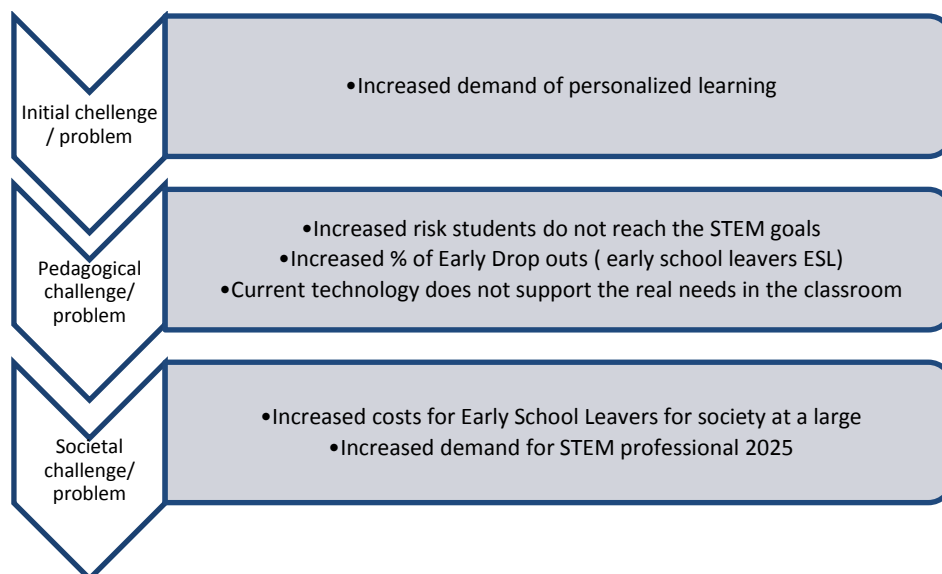 Initial chellenge
/ problem
•Increased demand of personalized learning
Pedagogical
challenge/
problem
•Increased risk students do not reach the STEM goals
•Increased % of Early Drop outs ( early school leavers ESL)
•Current technology does not support the real needs in the classroom
Societal
challenge/
problem
•Increased costs for Early School Leavers for society at a large
•Increased demand for STEM professional 2025